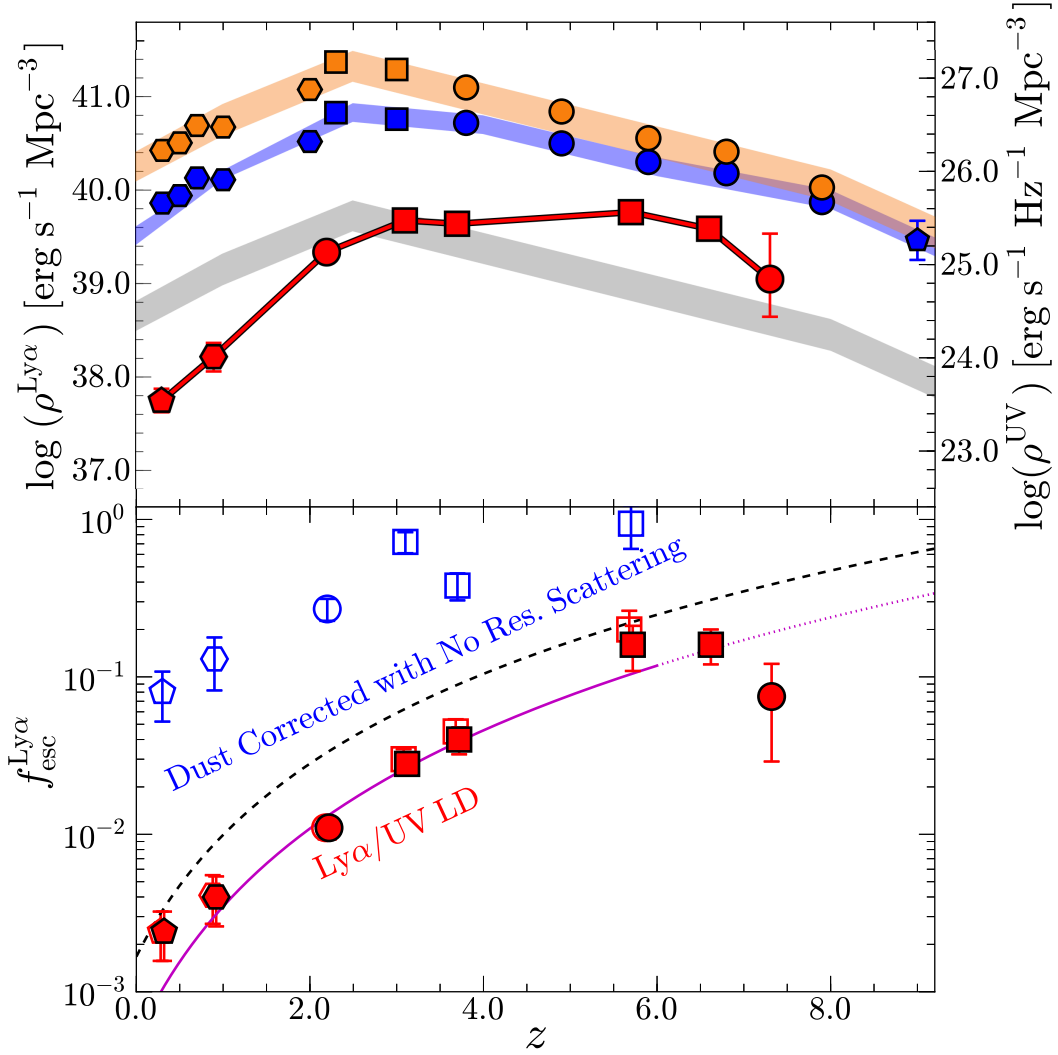 log (ρ^Lyα) [erg s⁻¹ Mpc⁻³]
41.0
40.0
39.0
38.0
37.0
27.0
26.0
25.0
24.0
23.0
log(ρ^UV) [erg s⁻¹ Hz⁻¹ Mpc⁻³]
f_esc^Lyα
10⁰
10⁻¹
10⁻²
10⁻³
Dust Corrected with No Res. Scattering
Lyα/UV LD
0.0 2.0 4.0 6.0 8.0
z